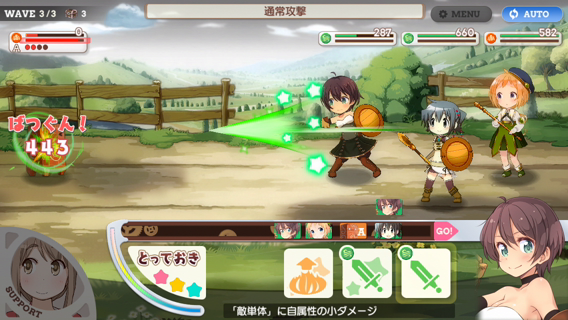 WAVE 3/3 3
通常攻撃
MENU
AUTO
0
287
660
582
A
ばつぐん!
443
A
GO!
とっておき
SUPPORT
「敵単体」に自属性の小ダメージ